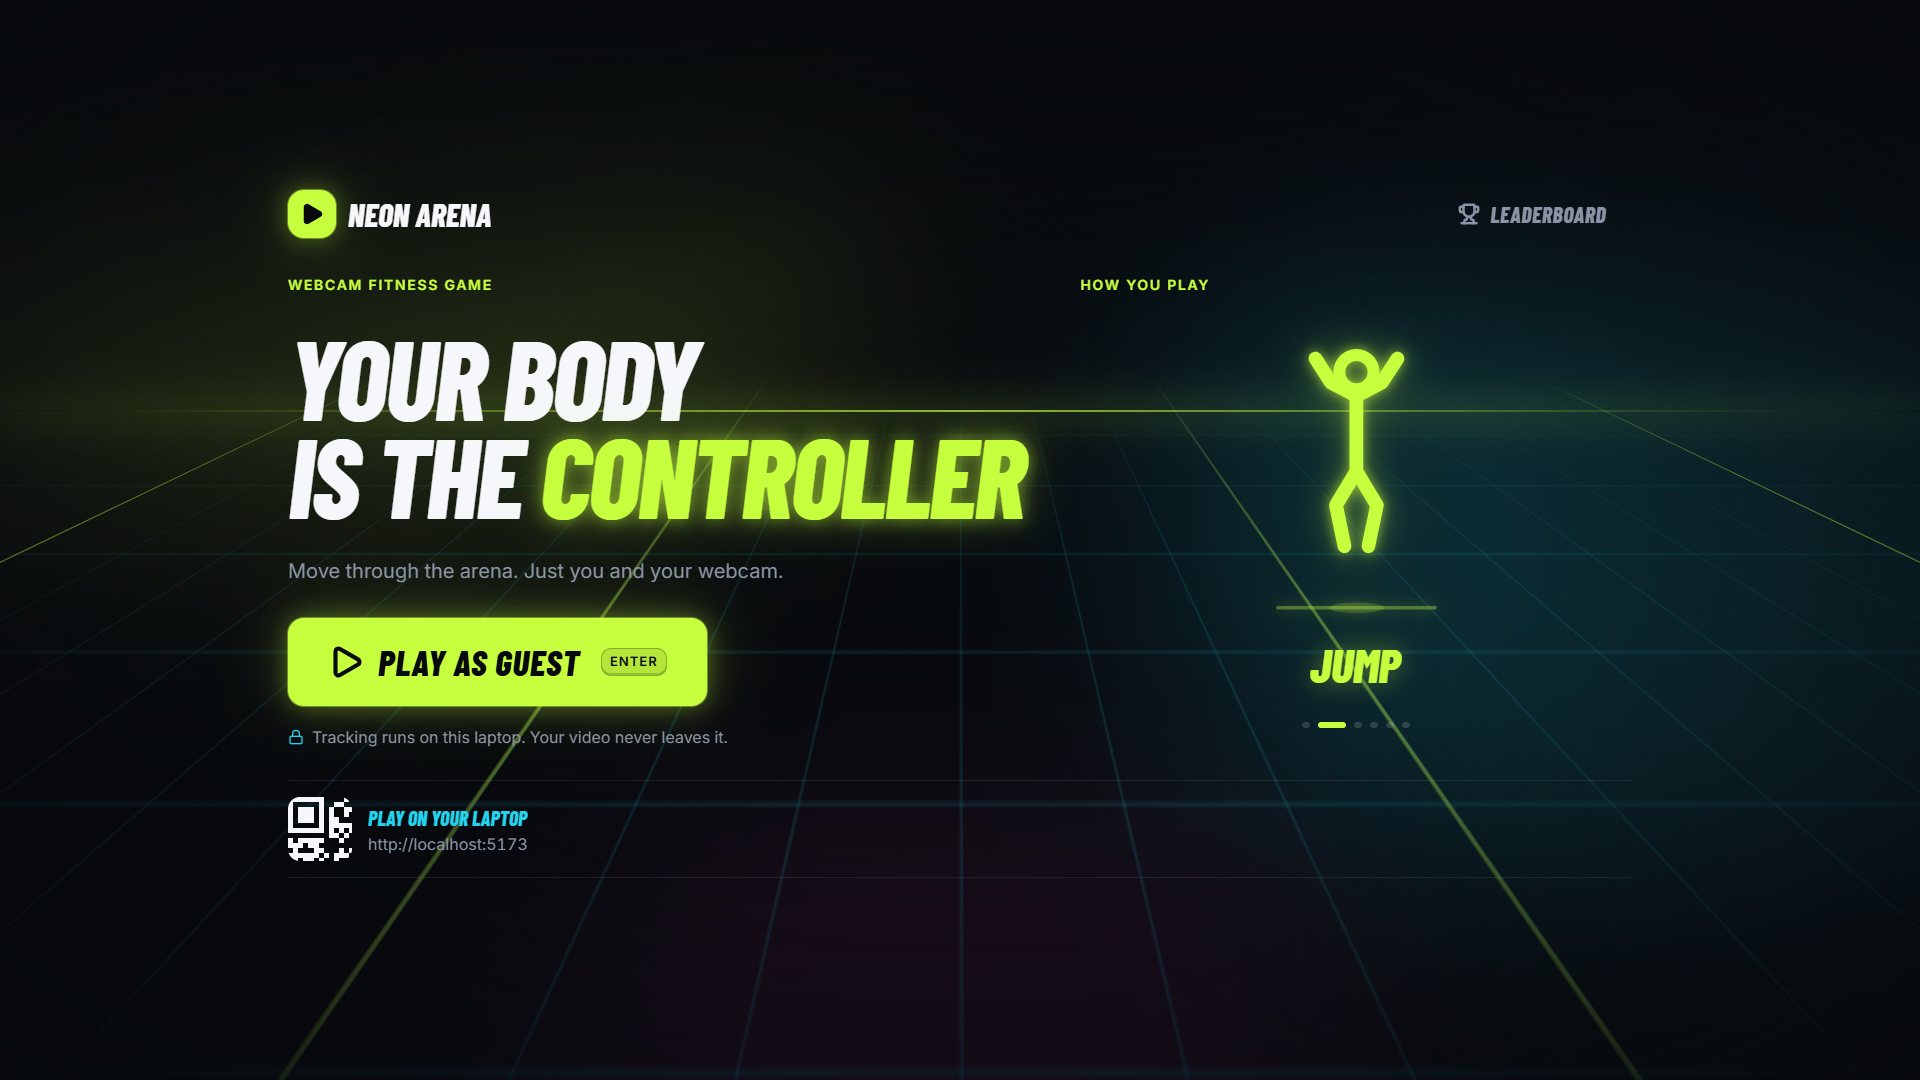 NEON ARENA
LEADERBOARD
WEBCAM FITNESS GAME
YOUR BODY
IS THE CONTROLLER
Move through the arena. Just you and your webcam.
PLAY AS GUEST ENTER
Tracking runs on this laptop. Your video never leaves it.
HOW YOU PLAY
JUMP
PLAY ON YOUR LAPTOP
http://localhost:5173